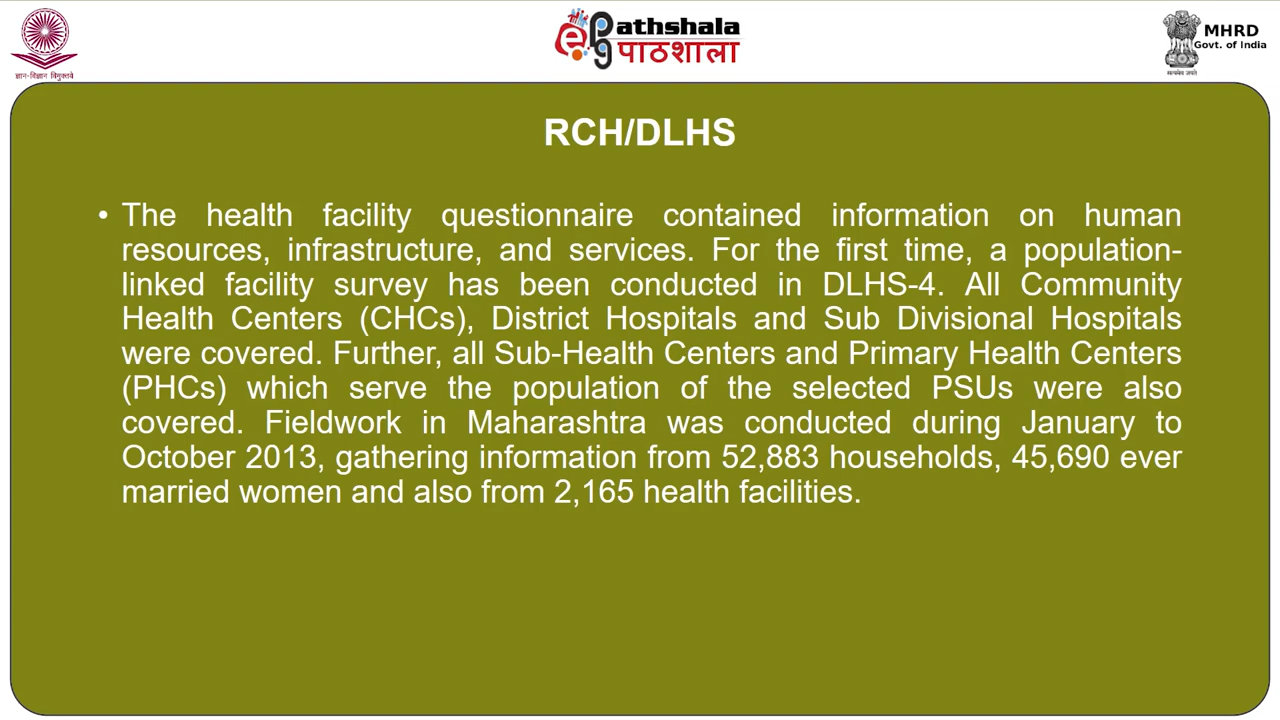 ज्ञान-विज्ञान विमुक्तये
ePathshala
पाठशाला
MHRD
Govt. of India
सत्यमेव जयते
RCH/DLHS
• The health facility questionnaire contained information on human
resources, infrastructure, and services. For the first time, a population-
linked facility survey has been conducted in DLHS-4. All Community
Health Centers (CHCs), District Hospitals and Sub Divisional Hospitals
were covered. Further, all Sub-Health Centers and Primary Health Centers
(PHCs) which serve the population of the selected PSUs were also
covered. Fieldwork in Maharashtra was conducted during January to
October 2013, gathering information from 52,883 households, 45,690 ever
married women and also from 2,165 health facilities.